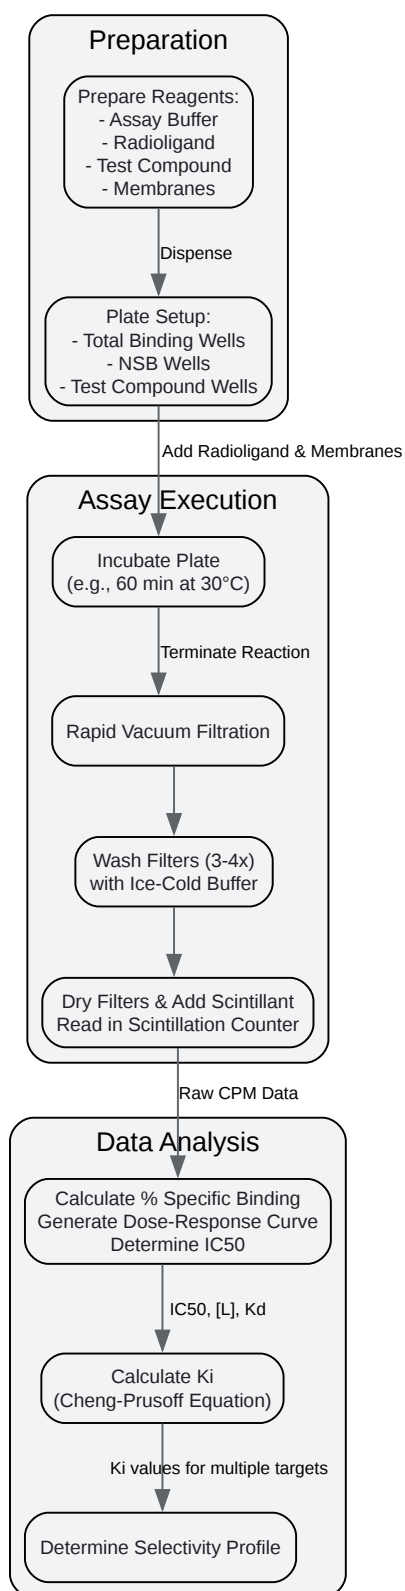 Preparation
Prepare Reagents:
- Assay Buffer
- Radioligand
- Test Compound
- Membranes
Dispense
Plate Setup:
- Total Binding Wells
- NSB Wells
- Test Compound Wells
Add Radioligand & Membranes
Assay Execution
Incubate Plate
(e.g., 60 min at 30°C)
Terminate Reaction
Rapid Vacuum Filtration
Wash Filters (3-4x)
with Ice-Cold Buffer
Dry Filters & Add Scintillant
Read in Scintillation Counter
Raw CPM Data
Data Analysis
Calculate % Specific Binding
Generate Dose-Response Curve
Determine IC50
IC50, [L], Kd
Calculate Ki
(Cheng-Prusoff Equation)
Ki values for multiple targets
Determine Selectivity Profile